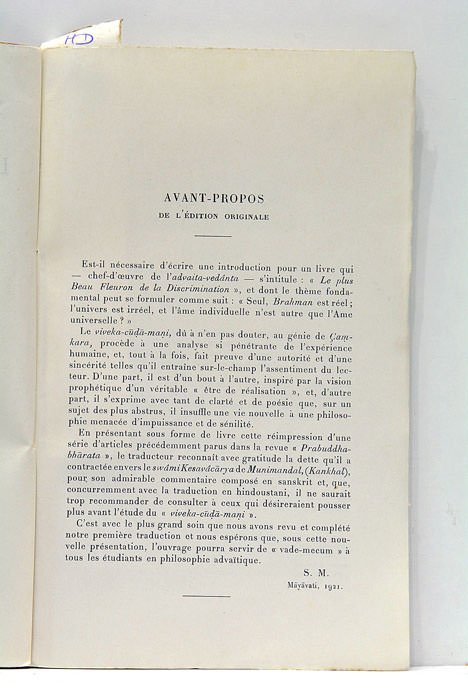 HD
AVANT-PROPOS
DE L'ÉDITION ORIGINALE
Est-il nécessaire d'écrire une introduction pour un livre qui
— chef-d'œuvre de l'advaita-vedânta — s'intitule : « Le plus
Beau Fleuron de la Discrimination », et dont le thème fonda-
mental peut se formuler comme suit : « Seul, Brahman est réel ;
l'univers est irréel, et l'âme individuelle n'est autre que l'Ame
universelle ? »
Le viveka-cūḍā-maṇi, dû à n'en pas douter, au génie de Çaṃ-
kara, procède à une analyse si pénétrante de l'expérience
humaine, et, tout à la fois, fait preuve d'une autorité et d'une
sincérité telles qu'il entraîne sur-le-champ l'assentiment du lec-
teur. D'une part, il est d'un bout à l'autre, inspiré par la vision
prophétique d'un véritable « être de réalisation », et, d'autre
part, il s'exprime avec tant de clarté et de poésie que, sur un
sujet des plus abstrus, il insuffle une vie nouvelle à une philoso-
phie menacée d'impuissance et de sénilité.
En présentant sous forme de livre cette réimpression d'une
série d'articles précédemment parus dans la revue « Prabuddha-
bhārata », le traducteur reconnaît avec gratitude la dette qu'il a
contractée envers le swâmi Kesavâcârya de Munimandal, (Kankhal),
pour son admirable commentaire composé en sanskrit et, que,
concurremment avec la traduction en hindoustani, il ne saurait
trop recommander de consulter à ceux qui désireraient pousser
plus avant l'étude du « viveka-cūḍā-maṇi ».
C'est avec le plus grand soin que nous avons revu et complété
notre première traduction et nous espérons que, sous cette nou-
velle présentation, l'ouvrage pourra servir de « vade-mecum » à
tous les étudiants en philosophie advaïtique.
S. M.
Mâyâvati, 1921.